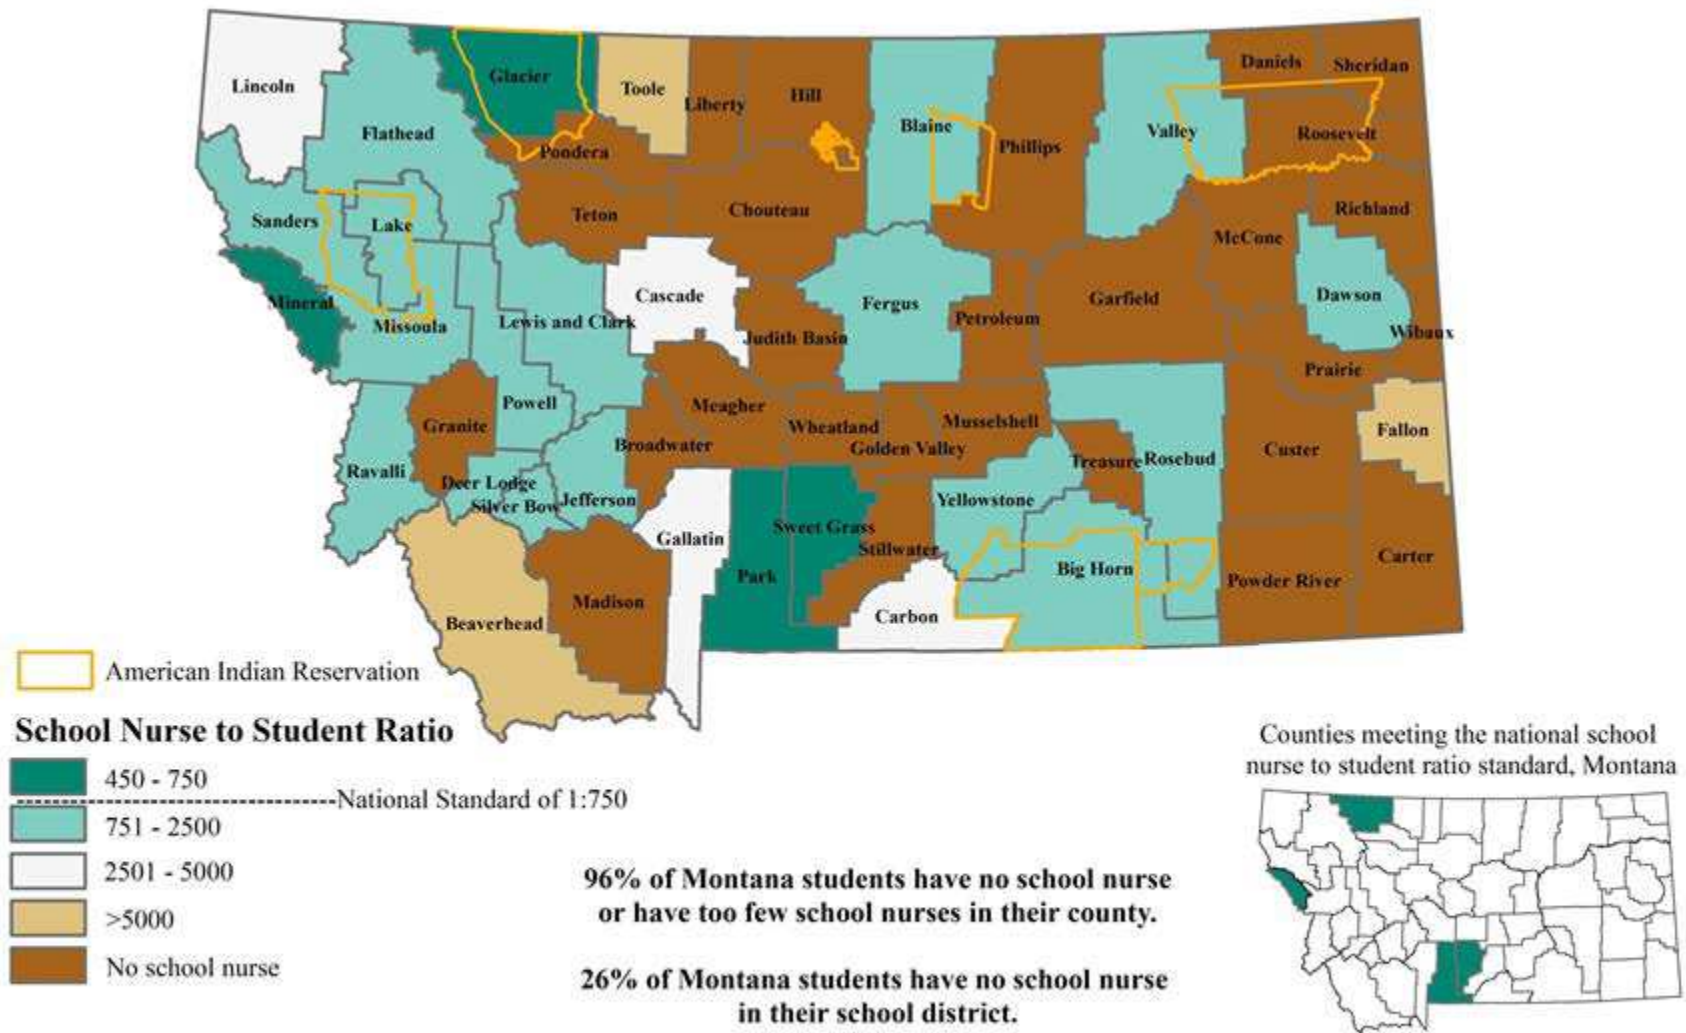 Lincoln
Flathead
Glacier
Toole
Liberty
Hill
Blaine
Phillips
Valley
Daniels
Sheridan
Roosevelt
Pondera
Teton
Chouteau
Sanders
Lake
Richland
McCone
Mineral
Missoula
Lewis and Clark
Cascade
Judith Basin
Fergus
Petroleum
Garfield
Dawson
Wibaux
Prairie
Powell
Granite
Meagher
Broadwater
Wheatland
Golden Valley
Musselshell
Treasure
Rosebud
Custer
Fallon
Ravalli
Deer Lodge
Silver Bow
Jefferson
Gallatin
Park
Sweet Grass
Stillwater
Yellowstone
Big Horn
Powder River
Carter
Carbon
Madison
Beaverhead
American Indian Reservation
School Nurse to Student Ratio
450 - 750
National Standard of 1:750
751 - 2500
2501 - 5000
>5000
No school nurse
96% of Montana students have no school nurse
or have too few school nurses in their county.
26% of Montana students have no school nurse
in their school district.
Counties meeting the national school
nurse to student ratio standard, Montana